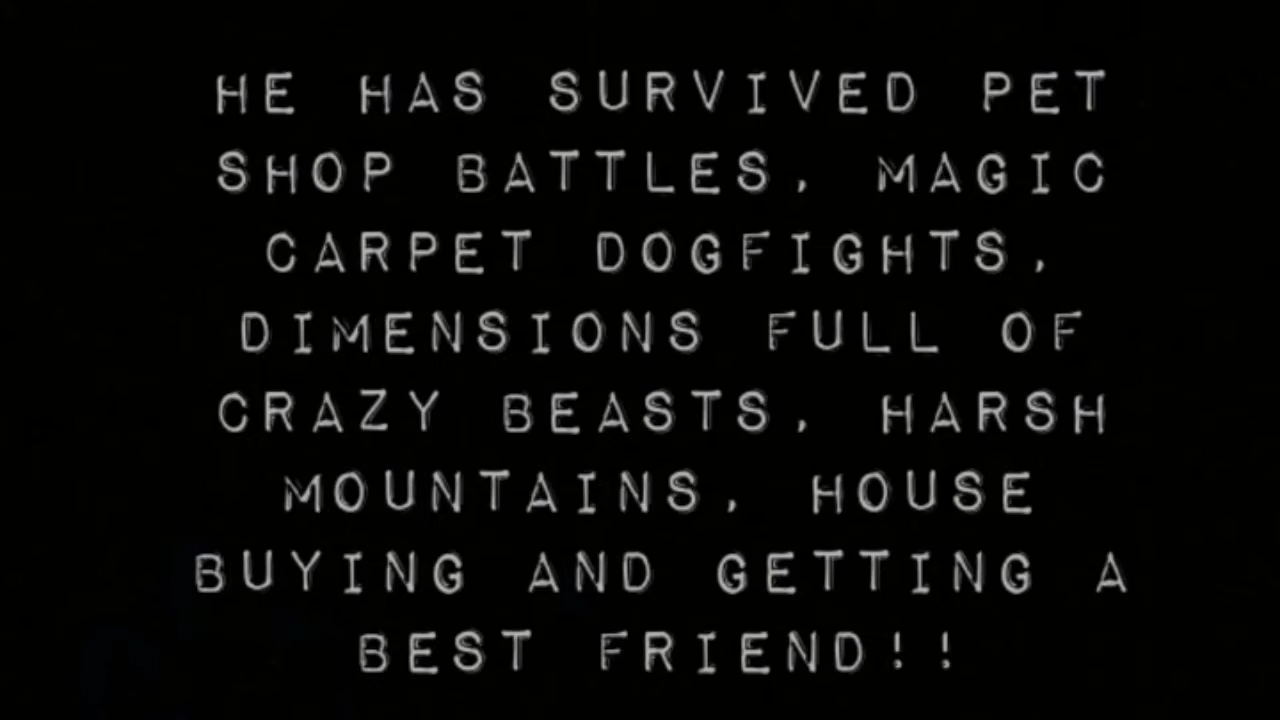 HE HAS SURVIVED PET
SHOP BATTLES, MAGIC
CARPET DOGFIGHTS,
DIMENSIONS FULL OF
CRAZY BEASTS, HARSH
MOUNTAINS, HOUSE
BUYING AND GETTING A
BEST FRIEND!!